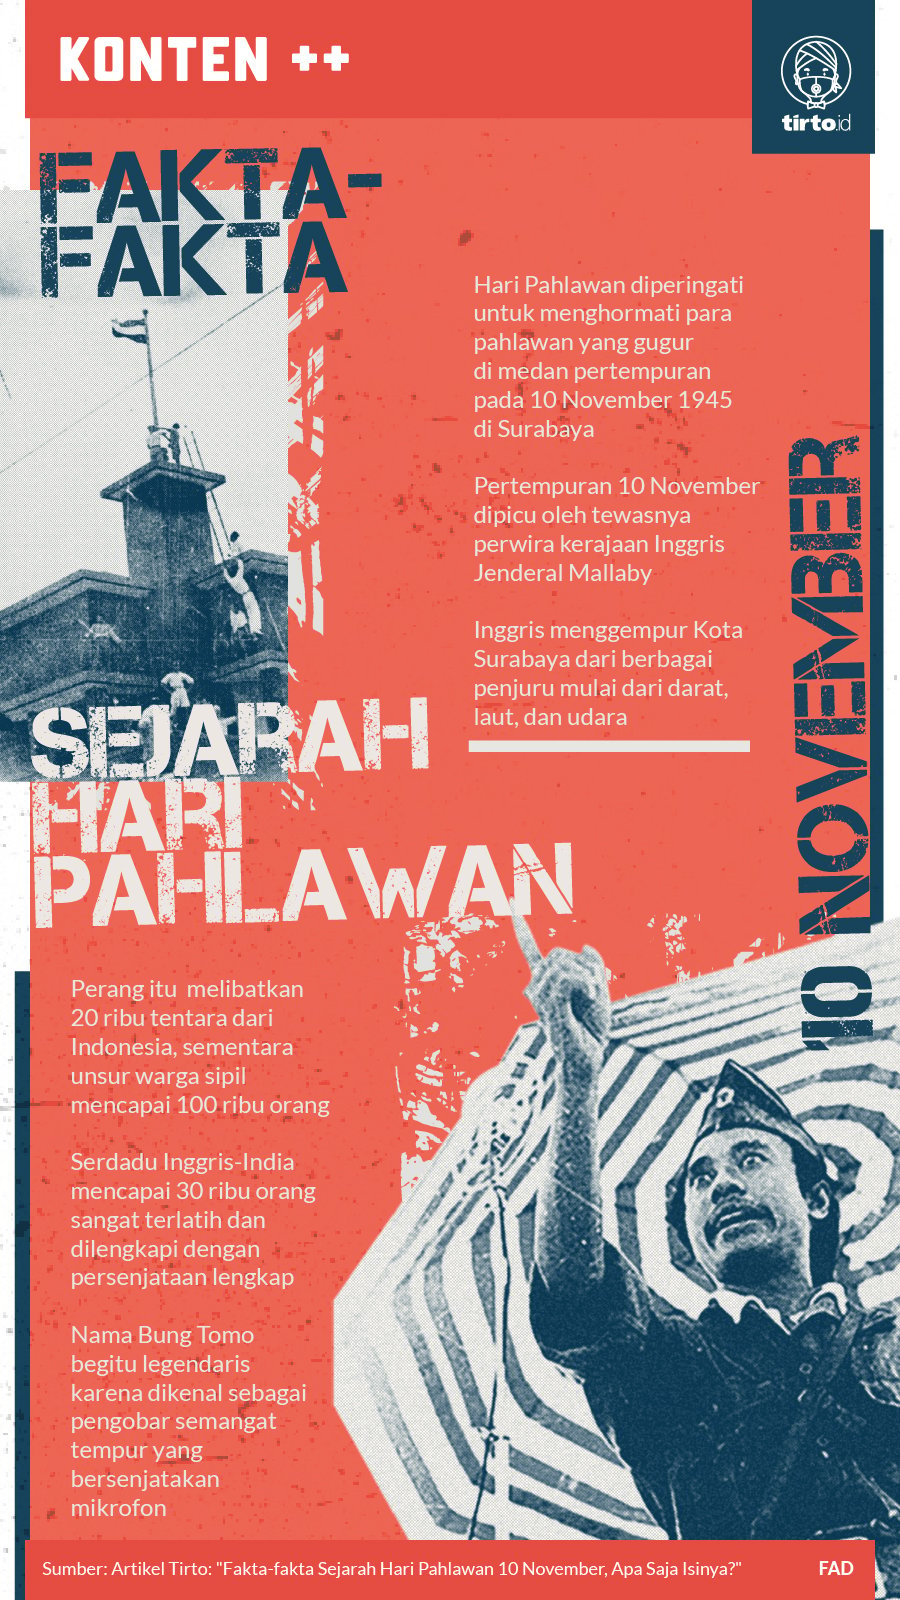 KONTEN ++
tirto.id
FAKTA-
FAKTA
Hari Pahlawan diperingati
untuk menghormati para
pahlawan yang gugur
di medan pertempuran
pada 10 November 1945
di Surabaya
Pertempuran 10 November
dipicu oleh tewasnya
perwira kerajaan Inggris
Jenderal Mallaby
Inggris menggempur Kota
Surabaya dari berbagai
penjuru mulai dari darat,
laut, dan udara
'10 NOVEMBER
SEJARAH
HARI
PAHLAWAN
Perang itu  melibatkan
20 ribu tentara dari
Indonesia, sementara
unsur warga sipil
mencapai 100 ribu orang
Serdadu Inggris-India
mencapai 30 ribu orang
sangat terlatih dan
dilengkapi dengan
persenjataan lengkap
Nama Bung Tomo
begitu legendaris
karena dikenal sebagai
pengobar semangat
tempur yang
bersenjatakan
mikrofon
Sumber: Artikel Tirto: "Fakta-fakta Sejarah Hari Pahlawan 10 November, Apa Saja Isinya?"
FAD